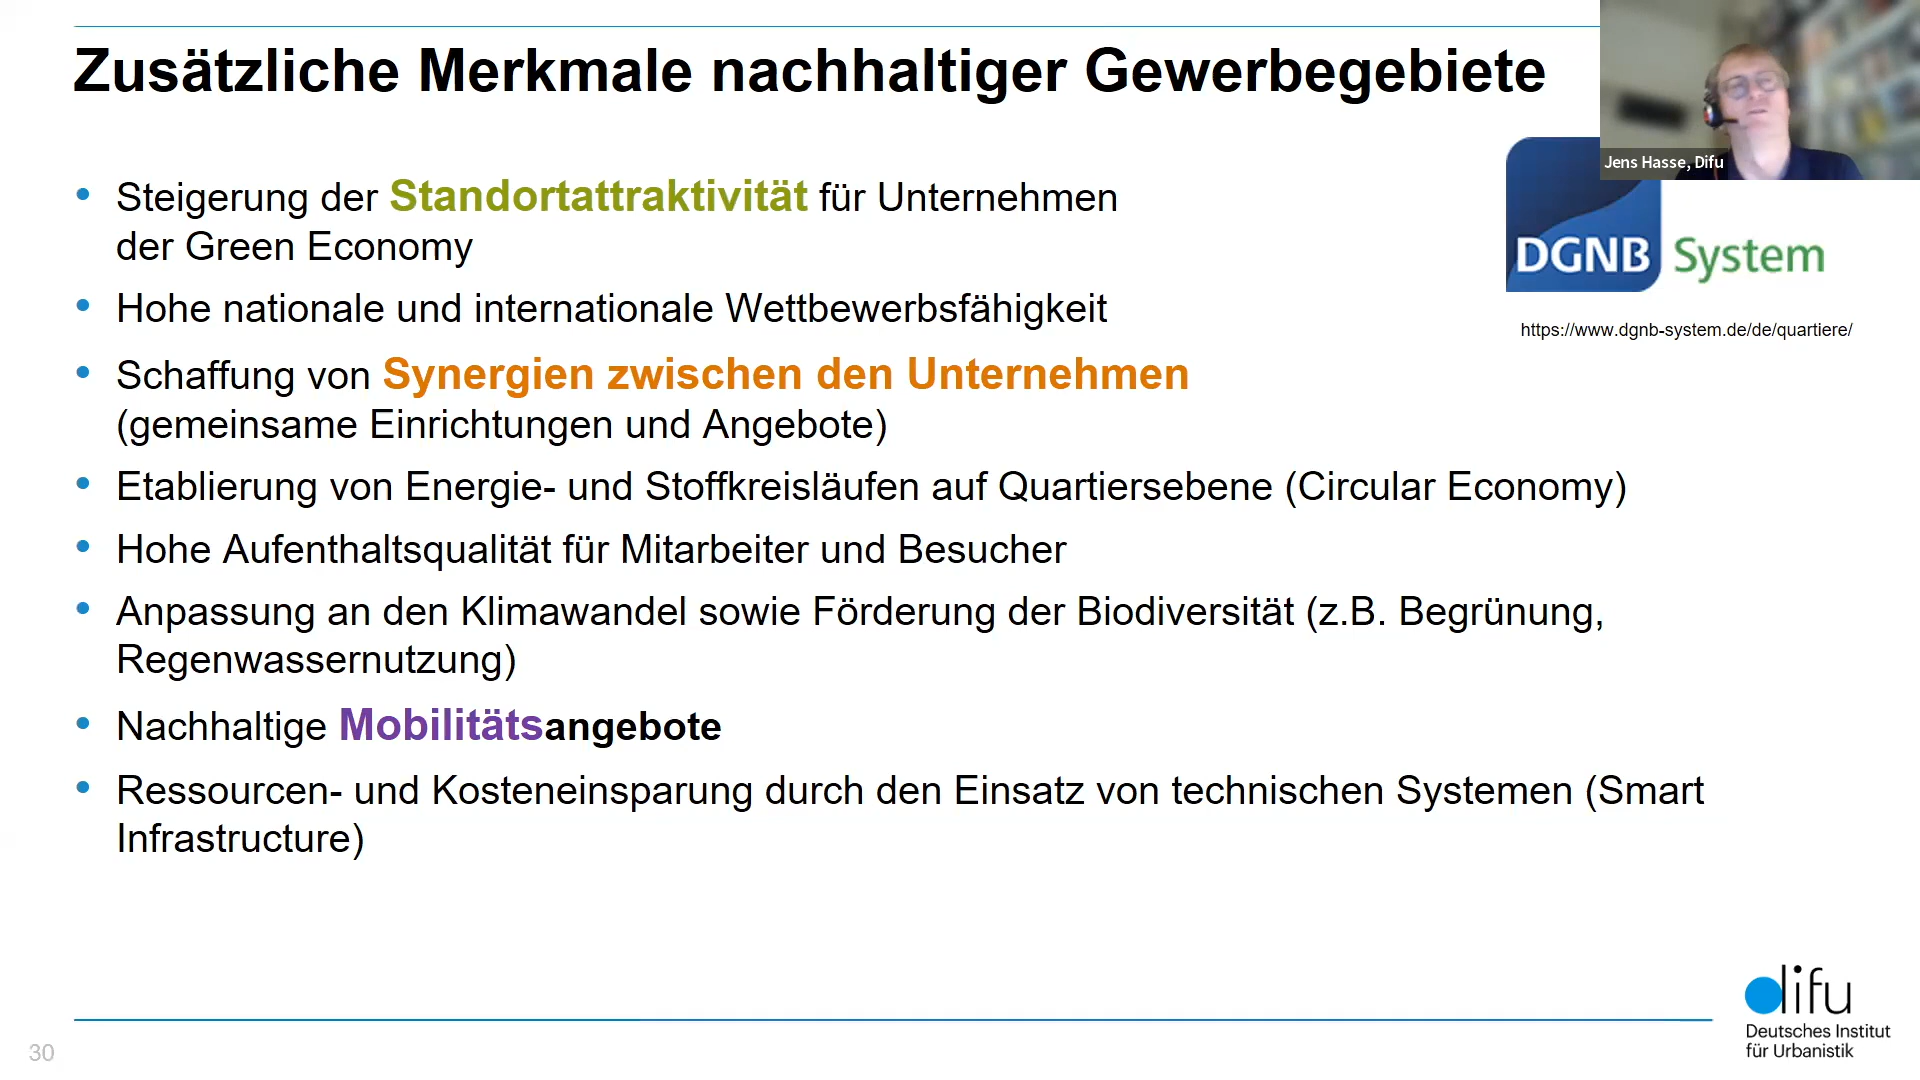 Zusätzliche Merkmale nachhaltiger Gewerbegebiete
Jens Hasse, Difu
• Steigerung der Standortattraktivität für Unternehmen
der Green Economy
DGNB System
• Hohe nationale und internationale Wettbewerbsfähigkeit
https://www.dgnb-system.de/de/quartiere/
• Schaffung von Synergien zwischen den Unternehmen
(gemeinsame Einrichtungen und Angebote)
• Etablierung von Energie- und Stoffkreisläufen auf Quartiersebene (Circular Economy)
• Hohe Aufenthaltsqualität für Mitarbeiter und Besucher
• Anpassung an den Klimawandel sowie Förderung der Biodiversität (z.B. Begrünung,
Regenwassernutzung)
• Nachhaltige Mobilitätsangebote
• Ressourcen- und Kosteneinsparung durch den Einsatz von technischen Systemen (Smart
Infrastructure)
difu
Deutsches Institut
für Urbanistik
30